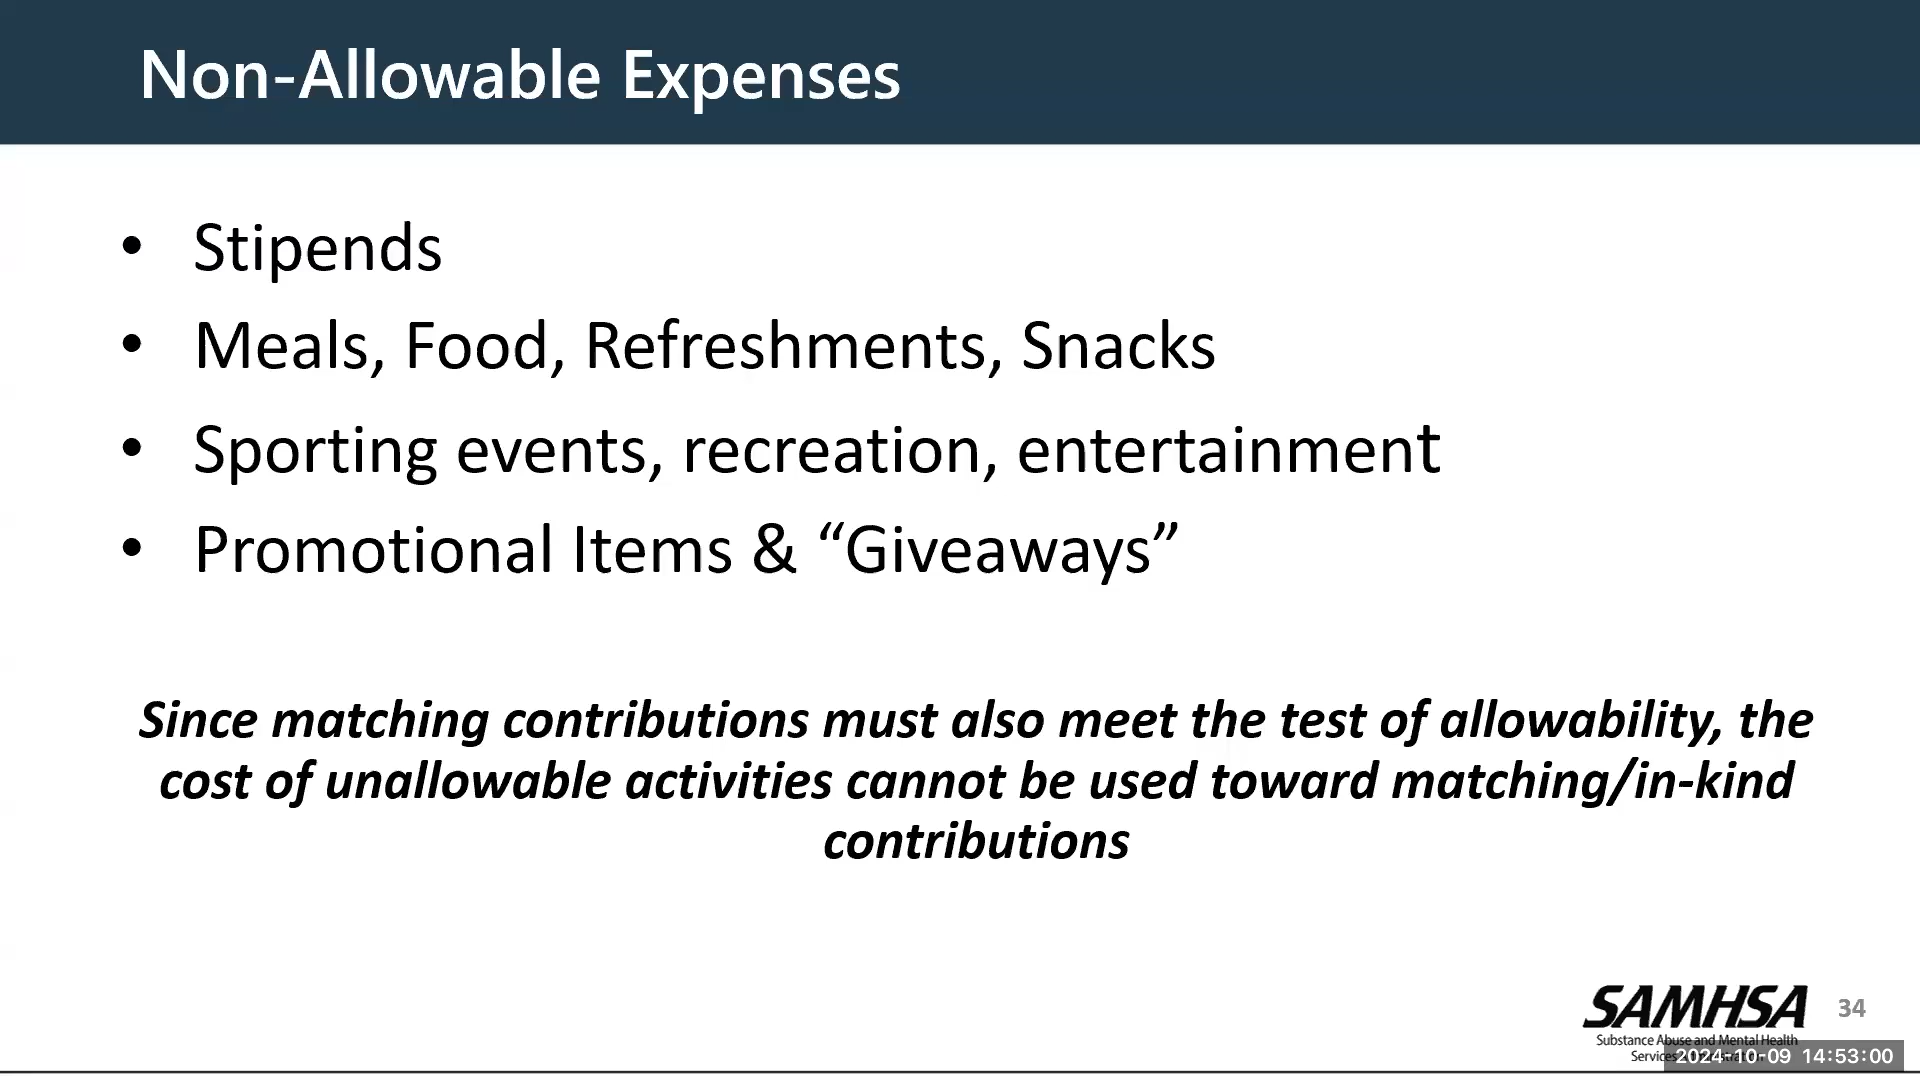 Non-Allowable Expenses
• Stipends
• Meals, Food, Refreshments, Snacks
• Sporting events, recreation, entertainment
• Promotional Items & “Giveaways”
Since matching contributions must also meet the test of allowability, the
cost of unallowable activities cannot be used toward matching/in-kind
contributions
SAMHSA
34
Substance Abuse and Mental Health
Services
2024-10-09 14:53:00